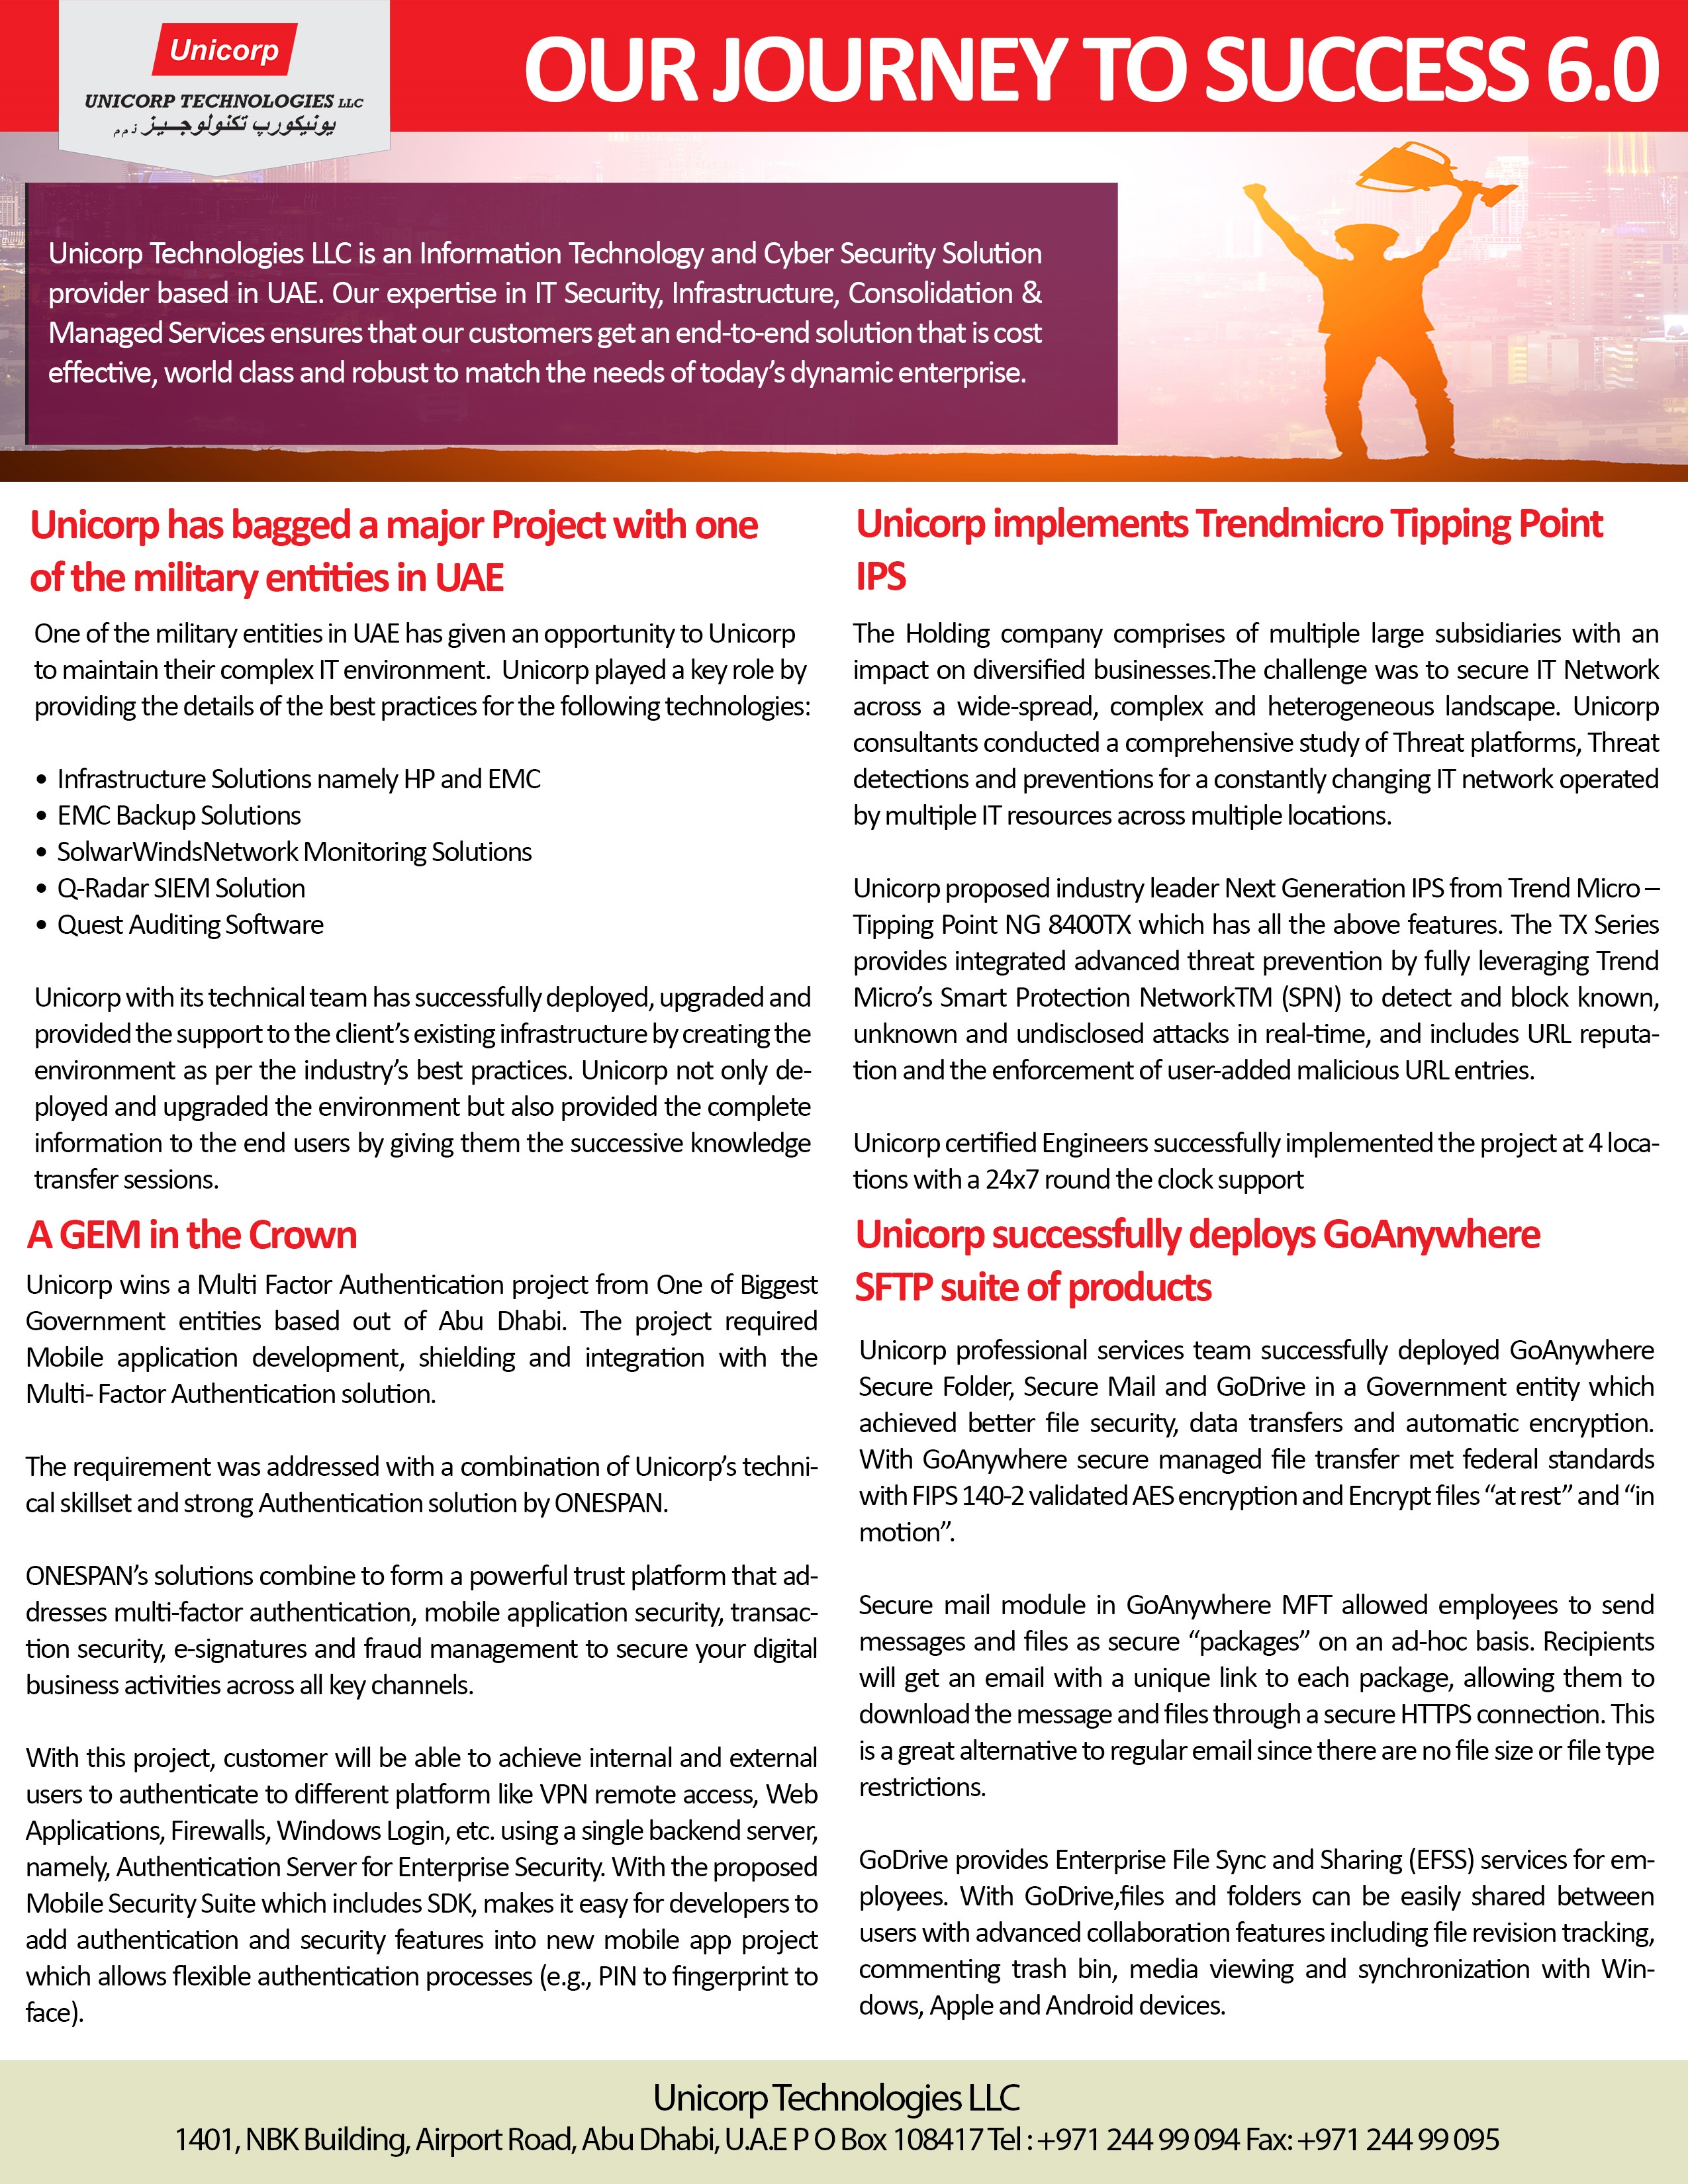 Unicorp
UNICORP TECHNOLOGIES LLC
يونيكورپ تكنولوجــيــز ذ م م
OUR JOURNEY TO SUCCESS 6.0
Unicorp Technologies LLC is an Information Technology and Cyber Security Solution
provider based in UAE. Our expertise in IT Security, Infrastructure, Consolidation &
Managed Services ensures that our customers get an end-to-end solution that is cost
effective, world class and robust to match the needs of today’s dynamic enterprise.
Unicorp has bagged a major Project with one
of the military entities in UAE
One of the military entities in UAE has given an opportunity to Unicorp
to maintain their complex IT environment.  Unicorp played a key role by
providing the details of the best practices for the following technologies:
• Infrastructure Solutions namely HP and EMC
• EMC Backup Solutions
• SolwarWindsNetwork Monitoring Solutions
• Q-Radar SIEM Solution
• Quest Auditing Software
Unicorp with its technical team has successfully deployed, upgraded and
provided the support to the client’s existing infrastructure by creating the
environment as per the industry’s best practices. Unicorp not only de-
ployed and upgraded the environment but also provided the complete
information to the end users by giving them the successive knowledge
transfer sessions.
A GEM in the Crown
Unicorp wins a Multi Factor Authentication project from One of Biggest
Government entities based out of Abu Dhabi. The project required
Mobile application development, shielding and integration with the
Multi- Factor Authentication solution.
The requirement was addressed with a combination of Unicorp’s techni-
cal skillset and strong Authentication solution by ONESPAN.
ONESPAN’s solutions combine to form a powerful trust platform that ad-
dresses multi-factor authentication, mobile application security, transac-
tion security, e-signatures and fraud management to secure your digital
business activities across all key channels.
With this project, customer will be able to achieve internal and external
users to authenticate to different platform like VPN remote access, Web
Applications, Firewalls, Windows Login, etc. using a single backend server,
namely, Authentication Server for Enterprise Security. With the proposed
Mobile Security Suite which includes SDK, makes it easy for developers to
add authentication and security features into new mobile app project
which allows flexible authentication processes (e.g., PIN to fingerprint to
face).
Unicorp implements Trendmicro Tipping Point
IPS
The Holding company comprises of multiple large subsidiaries with an
impact on diversified businesses.The challenge was to secure IT Network
across a wide-spread, complex and heterogeneous landscape. Unicorp
consultants conducted a comprehensive study of Threat platforms, Threat
detections and preventions for a constantly changing IT network operated
by multiple IT resources across multiple locations.
Unicorp proposed industry leader Next Generation IPS from Trend Micro –
Tipping Point NG 8400TX which has all the above features. The TX Series
provides integrated advanced threat prevention by fully leveraging Trend
Micro’s Smart Protection NetworkTM (SPN) to detect and block known,
unknown and undisclosed attacks in real-time, and includes URL reputa-
tion and the enforcement of user-added malicious URL entries.
Unicorp certified Engineers successfully implemented the project at 4 loca-
tions with a 24x7 round the clock support
Unicorp successfully deploys GoAnywhere
SFTP suite of products
Unicorp professional services team successfully deployed GoAnywhere
Secure Folder, Secure Mail and GoDrive in a Government entity which
achieved better file security, data transfers and automatic encryption.
With GoAnywhere secure managed file transfer met federal standards
with FIPS 140-2 validated AES encryption and Encrypt files “at rest” and “in
motion”.
Secure mail module in GoAnywhere MFT allowed employees to send
messages and files as secure “packages” on an ad-hoc basis. Recipients
will get an email with a unique link to each package, allowing them to
download the message and files through a secure HTTPS connection. This
is a great alternative to regular email since there are no file size or file type
restrictions.
GoDrive provides Enterprise File Sync and Sharing (EFSS) services for em-
ployees. With GoDrive,files and folders can be easily shared between
users with advanced collaboration features including file revision tracking,
commenting trash bin, media viewing and synchronization with Win-
dows, Apple and Android devices.
Unicorp Technologies LLC
1401, NBK Building, Airport Road, Abu Dhabi, U.A.E P O Box 108417 Tel : +971 244 99 094 Fax: +971 244 99 095